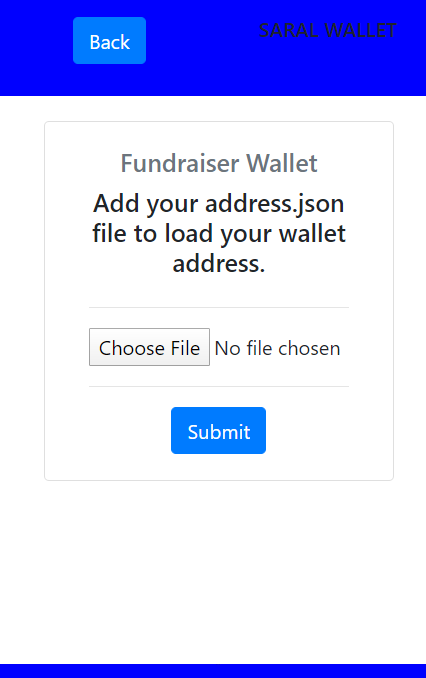 Back
SARAL WALLET
Fundraiser Wallet
Add your address.json
file to load your wallet
address.
Choose File No file chosen
Submit